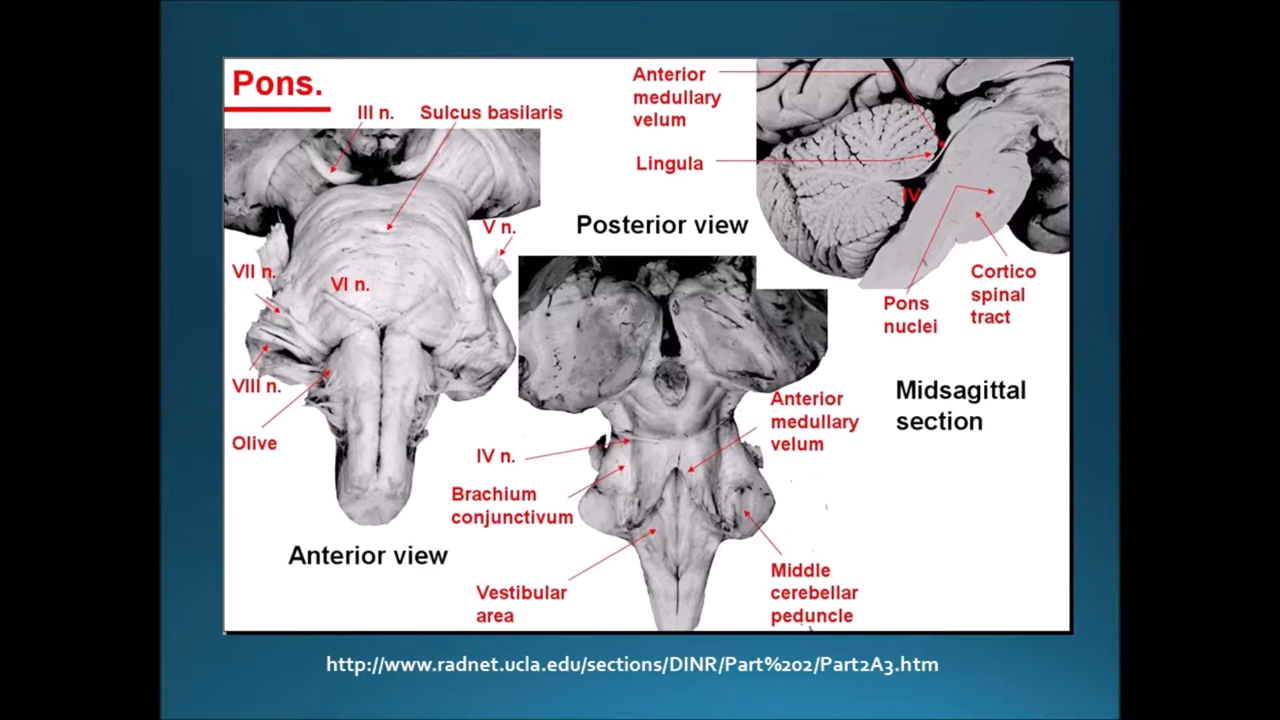 Pons.
III n.
Sulcus basilaris
V n.
VII n.
VI n.
VIII n.
Olive
Anterior view
Posterior view
IV n.
Brachium
conjunctivum
Vestibular
area
Anterior
medullary
velum
Middle
cerebellar
peduncle
Anterior
medullary
velum
Lingula
IV
Pons
nuclei
Cortico
spinal
tract
Midsagittal
section
http://www.radnet.ucla.edu/sections/DINR/Part%202/Part2A3.htm